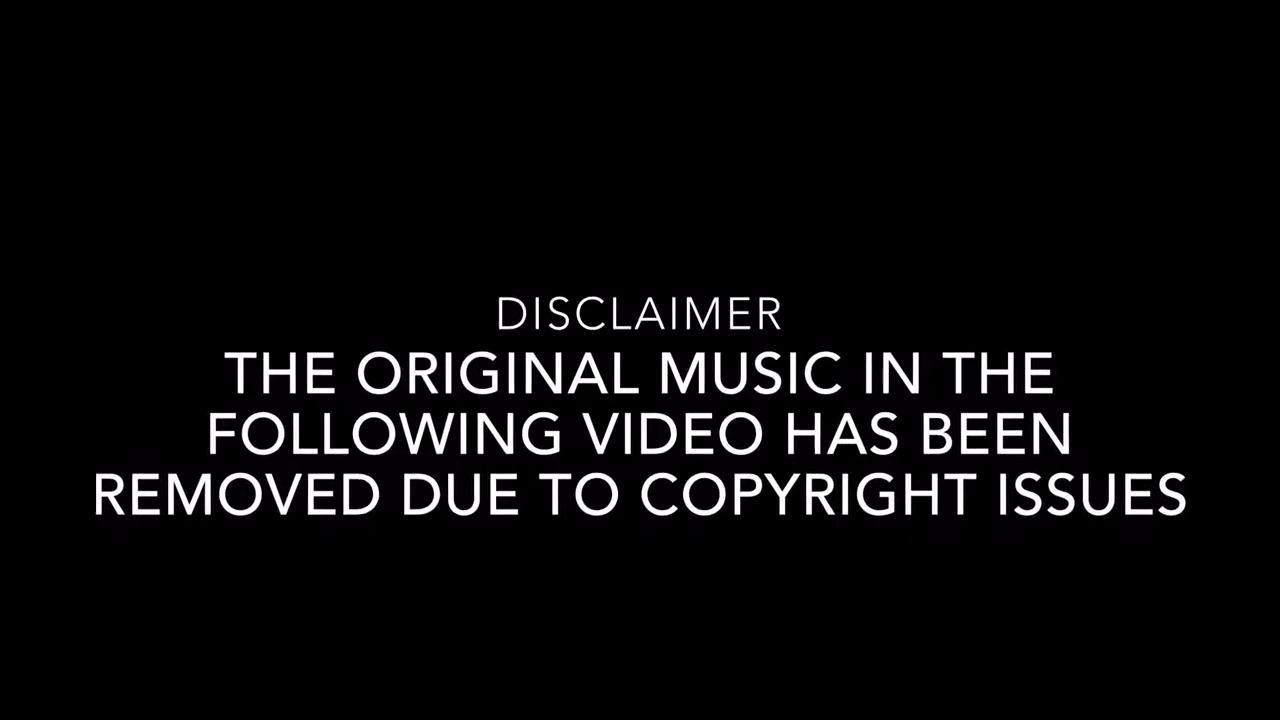 DISCLAIMER
THE ORIGINAL MUSIC IN THE
FOLLOWING VIDEO HAS BEEN
REMOVED DUE TO COPYRIGHT ISSUES